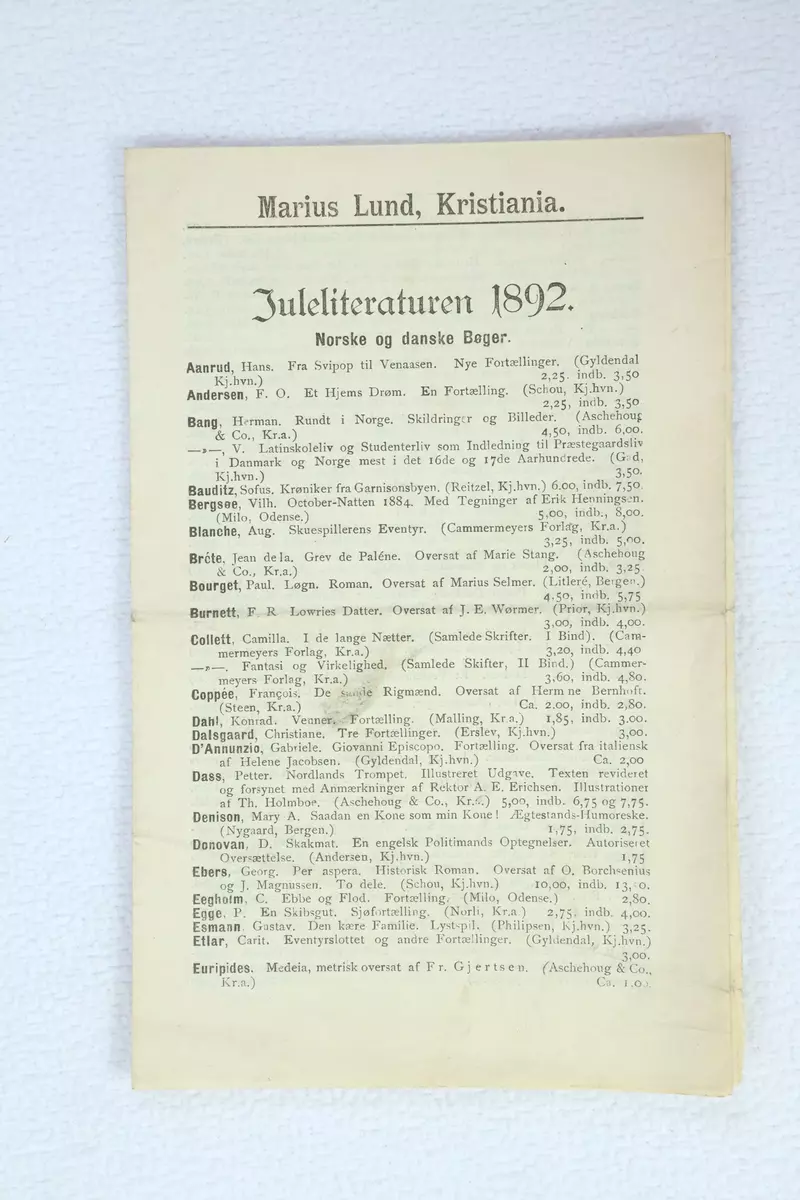 Marius Lund, Kristiania.
Juleliteraturen 1892.
Norske og danske Bøger.
Aanrud, Hans. Fra Svipop til Venaasen. Nye Fortællinger. (Gyldendal
Kj.hvn.) 2,25. indb. 3,50
Andersen, F. O. Et Hjems Drøm. En Fortælling. (Schou, Kj.hvn.)
2,25, indb. 3,50
Bang, Herman. Rundt i Norge. Skildringer og Billeder. (Aschehoug
& Co., Kr.a.) 4,50, indb. 6,00.
—„—, V. Latinskoleliv og Studenterliv som Indledning til Præstegaardsliv
i Danmark og Norge mest i det 16de og 17de Aarhundrede. (Gad,
Kj.hvn.) 3,50.
Bauditz, Sofus. Krøniker fra Garnisonsbyen. (Reitzel, Kj.hvn.) 6.00, indb. 7,50.
Bergsøe, Vilh. October-Natten 1884. Med Tegninger af Erik Henningsen.
(Milo, Odense.) 5,00, indb., 8,00.
Blanche, Aug. Skuespillerens Eventyr. (Cammermeyers Forlag, Kr.a.)
3,25, indb. 5,00.
Bréte, Jean de la. Grev de Paléne. Oversat af Marie Stang. (Aschehoug
& Co., Kr.a.) 2,00, indb. 3,25
Bourget, Paul. Løgn. Roman. Oversat af Marius Selmer. (Litleré, Bergen.)
4.50, indb. 5,75
Burnett, F. R. Lowries Datter. Oversat af J. E. Wørmer. (Prior, Kj.hvn.)
3,00, indb. 4,00.
Collett, Camilla. I de lange Nætter. (Samlede Skrifter. I Bind). (Cam-
mermeyers Forlag, Kr.a.) 3,20, indb. 4,40
—„—. Fantasi og Virkelighed. (Samlede Skifter, II Bind.) (Cammer-
meyers Forlag, Kr.a.) 3,60, indb. 4,80.
Coppée, François. De Rigmænd. Oversat af Hermine Bernhoft.
(Steen, Kr.a.) Ca. 2.00, indb. 2,80.
Dahl, Konrad. Venner. Fortælling. (Malling, Kr.a.) 1,85, indb. 3.00.
Dalsgaard, Christiane. Tre Fortællinger. (Erslev, Kj.hvn.) 3,00.
D'Annunzio, Gabriele. Giovanni Episcopo. Fortælling. Oversat fra italiensk
af Helene Jacobsen. (Gyldendal, Kj.hvn.) Ca. 2,00
Dass, Petter. Nordlands Trompet. Illustreret Udgave. Texten revideret
og forsynet med Anmærkninger af Rektor A. E. Erichsen. Illustrationer
af Th. Holmboe. (Aschehoug & Co., Kr.a.) 5,00, indb. 6,75 og 7,75.
Denison, Mary A. Saadan en Kone som min Kone! Ægtestands-Humoreske.
(Nygaard, Bergen.) 1,75, indb. 2,75.
Donovan, D. Skakmat. En engelsk Politimands Optegnelser. Autoriseret
Oversættelse. (Andersen, Kj.hvn.) 1,75
Ebers, Georg. Per aspera. Historisk Roman. Oversat af O. Borchsenius
og J. Magnussen. To dele. (Schou, Kj.hvn.) 10,00, indb.
Eegholm, C. Ebbe og Flod. Fortælling. (Milo, Odense.) 2,80.
Egge, P. En Skibsgut. Sjøfortælling. (Norli, Kr.a) 2,75, indb. 4,00.
Esmann, Gustav. Den kære Familie. Lystspil. (Philipsen, Kj.hvn.) 3,25.
Etlar, Carit. Eventyrslottet og andre Fortællinger. (Gyldendal, Kj.hvn.)
3,00.
Euripides. Medeia, metrisk oversat af Fr. Gjertsen. (Aschehoug & Co.,
Kr.a.) Ca.